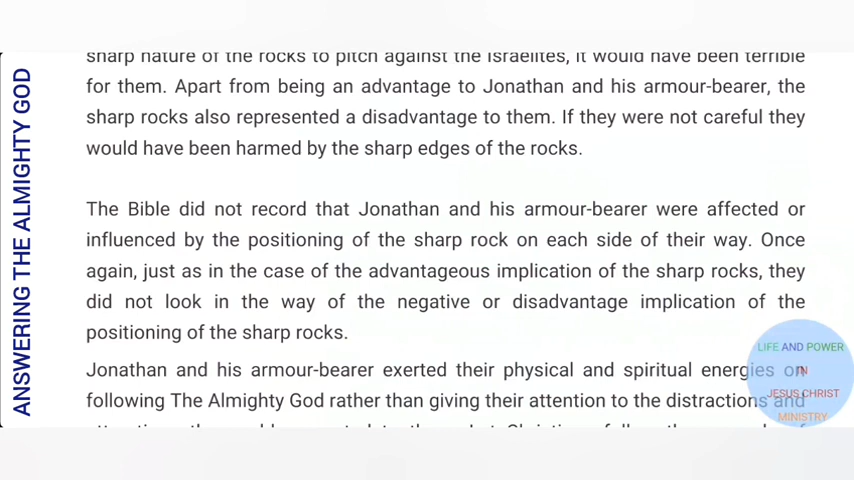 ANSWERING THE ALMIGHTY GOD
sharp nature of the rocks to pitch against the Israelites, it would have been terrible
for them. Apart from being an advantage to Jonathan and his armour-bearer, the
sharp rocks also represented a disadvantage to them. If they were not careful they
would have been harmed by the sharp edges of the rocks.
The Bible did not record that Jonathan and his armour-bearer were affected or
influenced by the positioning of the sharp rock on each side of their way. Once
again, just as in the case of the advantageous implication of the sharp rocks, they
did not look in the way of the negative or disadvantage implication of the
positioning of the sharp rocks.
Jonathan and his armour-bearer exerted their physical and spiritual energies on
following The Almighty God rather than giving their attention to the distractions and
LIFE AND POWER
IN
JESUS CHRIST
MINISTRY